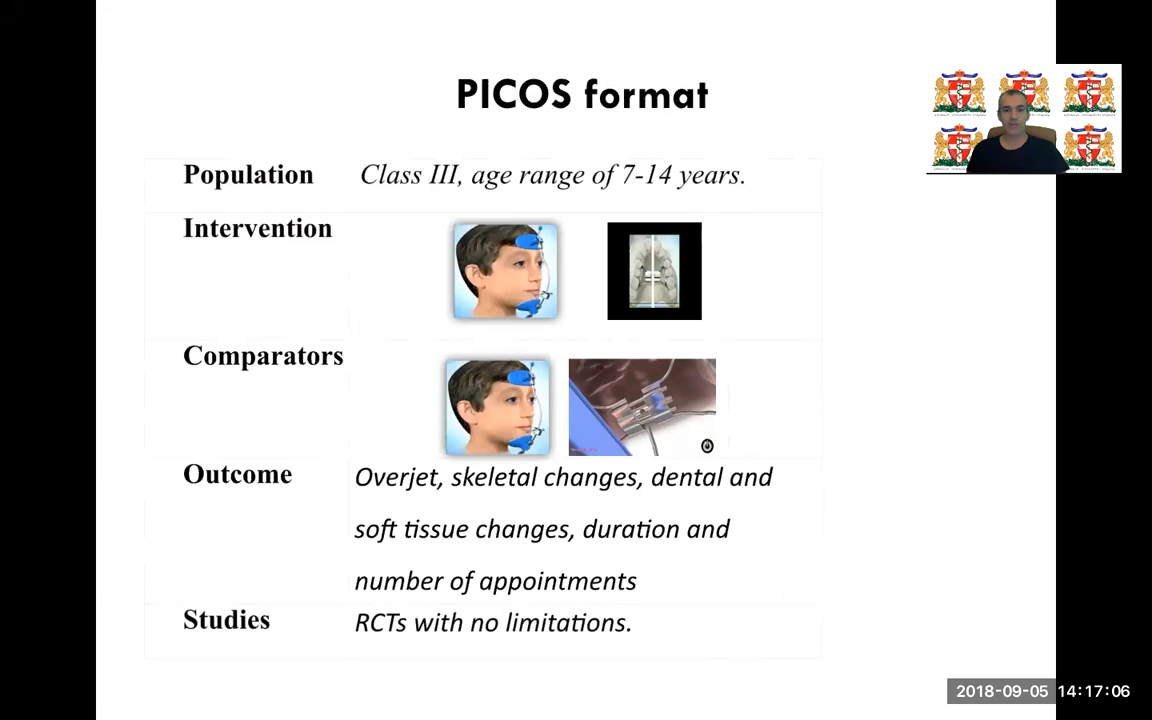 PICOS format
Population
Class III, age range of 7-14 years.
Intervention
Comparators
Outcome
Overjet, skeletal changes, dental and
soft tissue changes, duration and
number of appointments
Studies
RCTs with no limitations.
2018-09-05 14:17:06